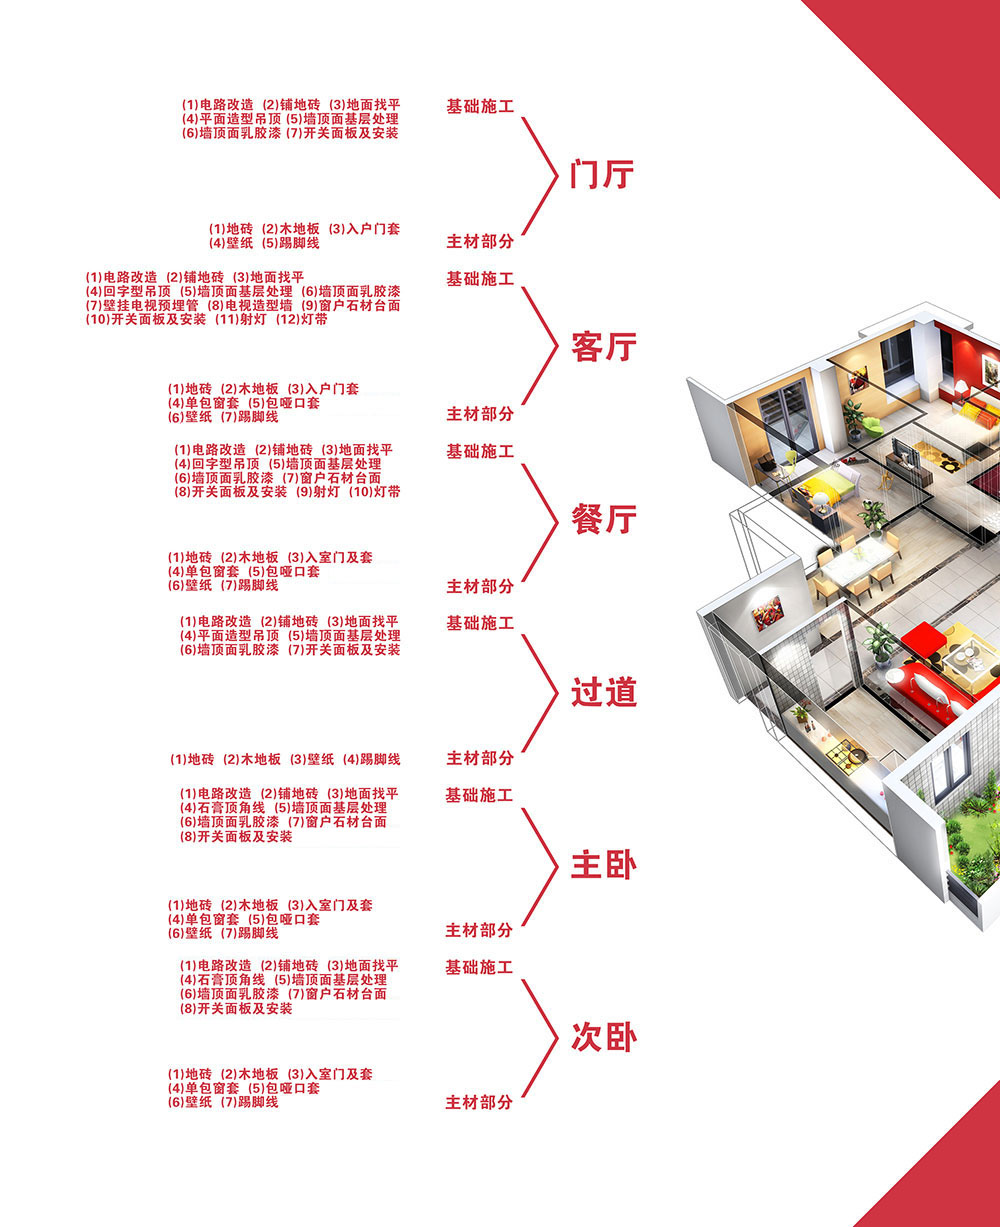 (1)电路改造 (2)铺地砖 (3)地面找平
(4)平面造型吊顶 (5)墙顶面基层处理
(6)墙顶面乳胶漆 (7)开关面板及安装
基础施工
门厅
(1)地砖 (2)木地板 (3)入户门套
(4)壁纸 (5)踢脚线
主材部分
(1)电路改造 (2)铺地砖 (3)地面找平
(4)回字型吊顶 (5)墙顶面基层处理 (6)墙顶面乳胶漆
(7)壁挂电视预埋管 (8)电视造型墙 (9)窗户石材台面
(10)开关面板及安装 (11)射灯 (12)灯带
基础施工
客厅
(1)地砖 (2)木地板 (3)入户门套
(4)单包窗套 (5)包哑口套
(6)壁纸 (7)踢脚线
主材部分
(1)电路改造 (2)铺地砖 (3)地面找平
(4)回字型吊顶 (5)墙顶面基层处理
(6)墙顶面乳胶漆 (7)窗户石材台面
(8)开关面板及安装 (9)射灯 (10)灯带
基础施工
餐厅
(1)地砖 (2)木地板 (3)入室门及套
(4)单包窗套 (5)包哑口套
(6)壁纸 (7)踢脚线
主材部分
(1)电路改造 (2)铺地砖 (3)地面找平
(4)平面造型吊顶 (5)墙顶面基层处理
(6)墙顶面乳胶漆 (7)开关面板及安装
基础施工
过道
(1)地砖 (2)木地板 (3)壁纸 (4)踢脚线
主材部分
(1)电路改造 (2)铺地砖 (3)地面找平
(4)石膏顶角线 (5)墙顶面基层处理
(6)墙顶面乳胶漆 (7)窗户石材台面
(8)开关面板及安装
基础施工
主卧
(1)地砖 (2)木地板 (3)入室门及套
(4)单包窗套 (5)包哑口套
(6)壁纸 (7)踢脚线
主材部分
(1)电路改造 (2)铺地砖 (3)地面找平
(4)石膏顶角线 (5)墙顶面基层处理
(6)墙顶面乳胶漆 (7)窗户石材台面
(8)开关面板及安装
基础施工
次卧
(1)地砖 (2)木地板 (3)入室门及套
(4)单包窗套 (5)包哑口套
(6)壁纸 (7)踢脚线
主材部分